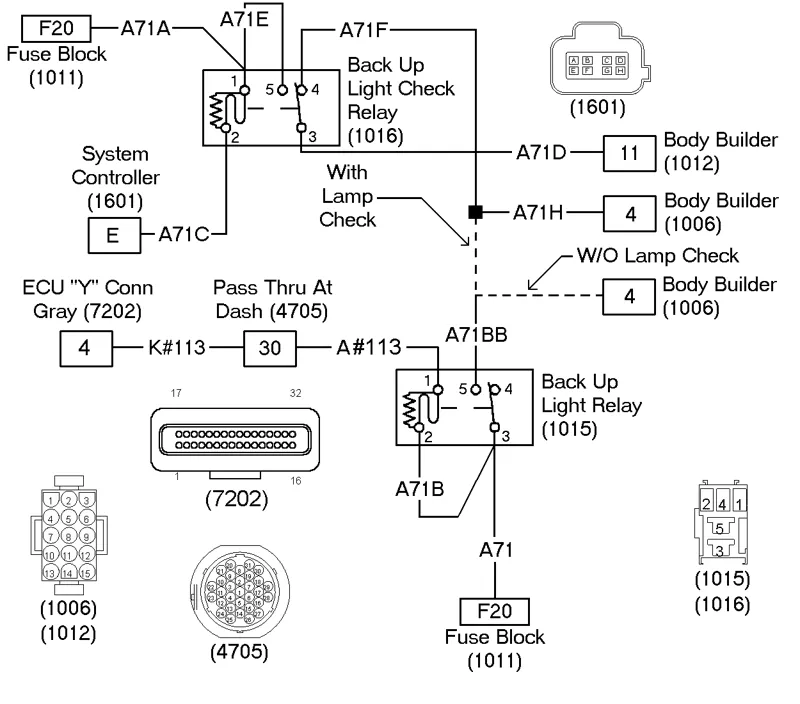 F20
Fuse Block
(1011)
A71A
A71E
A71F
1
5
4
2
3
Back Up
Light Check
Relay
(1016)
A B C D
E F G H
(1601)
System
Controller
(1601)
E
A71C
With
Lamp
Check
A71D
11
Body Builder
(1012)
A71H
4
Body Builder
(1006)
W/O Lamp Check
4
Body Builder
(1006)
ECU "Y" Conn
Gray (7202)
4
K#113
Pass Thru At
Dash (4705)
30
A#113
A71BB
1
5
4
2
3
Back Up
Light Relay
(1015)
A71B
A71
F20
Fuse Block
(1011)
17
32
1
16
(7202)
1 2 3
4 5 6
7 8 9
10 11 12
13 14 15
(1006)
(1012)
(4705)
2 4 1
5
3
(1015)
(1016)